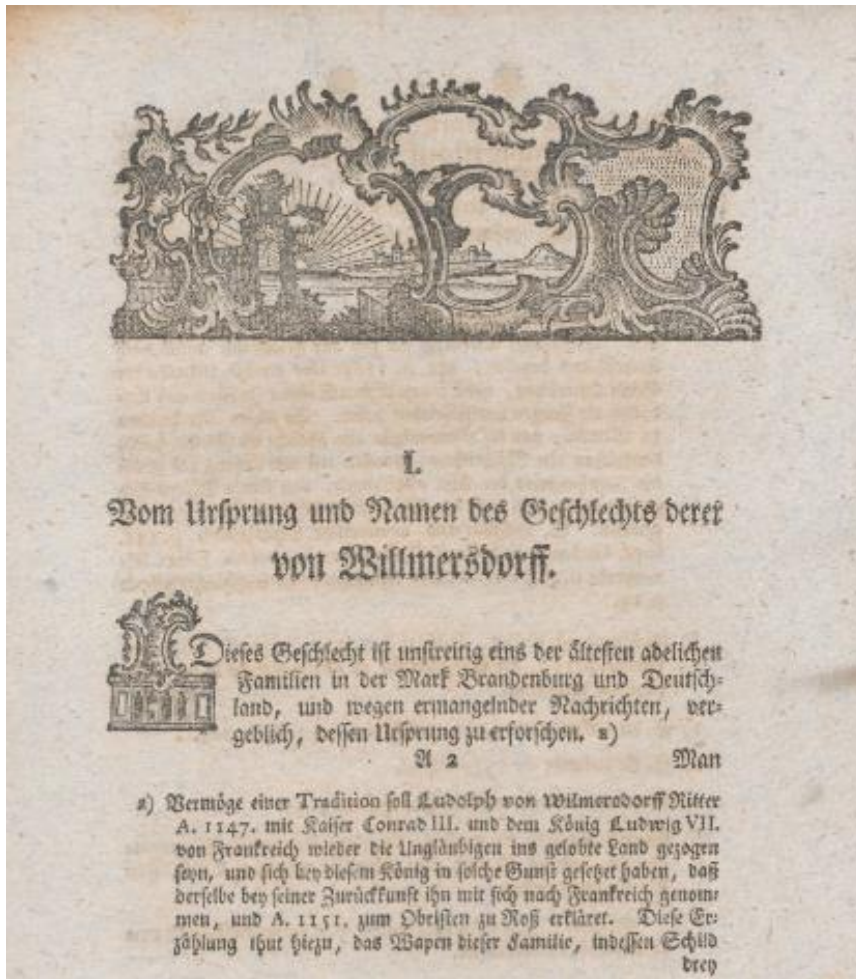 I.
Vom Ursprung und Namen des Geschlechts derer
von Willmersdorff.
Dieses Geschlecht ist unstreitig eins der ältesten adelichen
Familien in der Mark Brandenburg und Deutsch-
land, und wegen ermangelnder Nachrichten, ver-
geblich, dessen Ursprung zu erforschen. a)
A 2 Man
a) Vermöge einer Tradition soll Ludolph von Wilmersdorff Ritter
A. 1147. mit Kaiser Conrad III. und dem König Ludwig VII.
von Frankreich wieder die Ungläubigen ins gelobte Land gezogen
seyn, und sich bey diesem König in solche Gunst gesetzet haben, daß
derselbe bey seiner Zurückkunft ihn mit sich nach Frankreich genom-
men, und A. 1151. zum Obristen zu Roß erkläret. Diese Er-
zählung thut hiezu, das Wapen dieser Familie, indessen Schild
drey